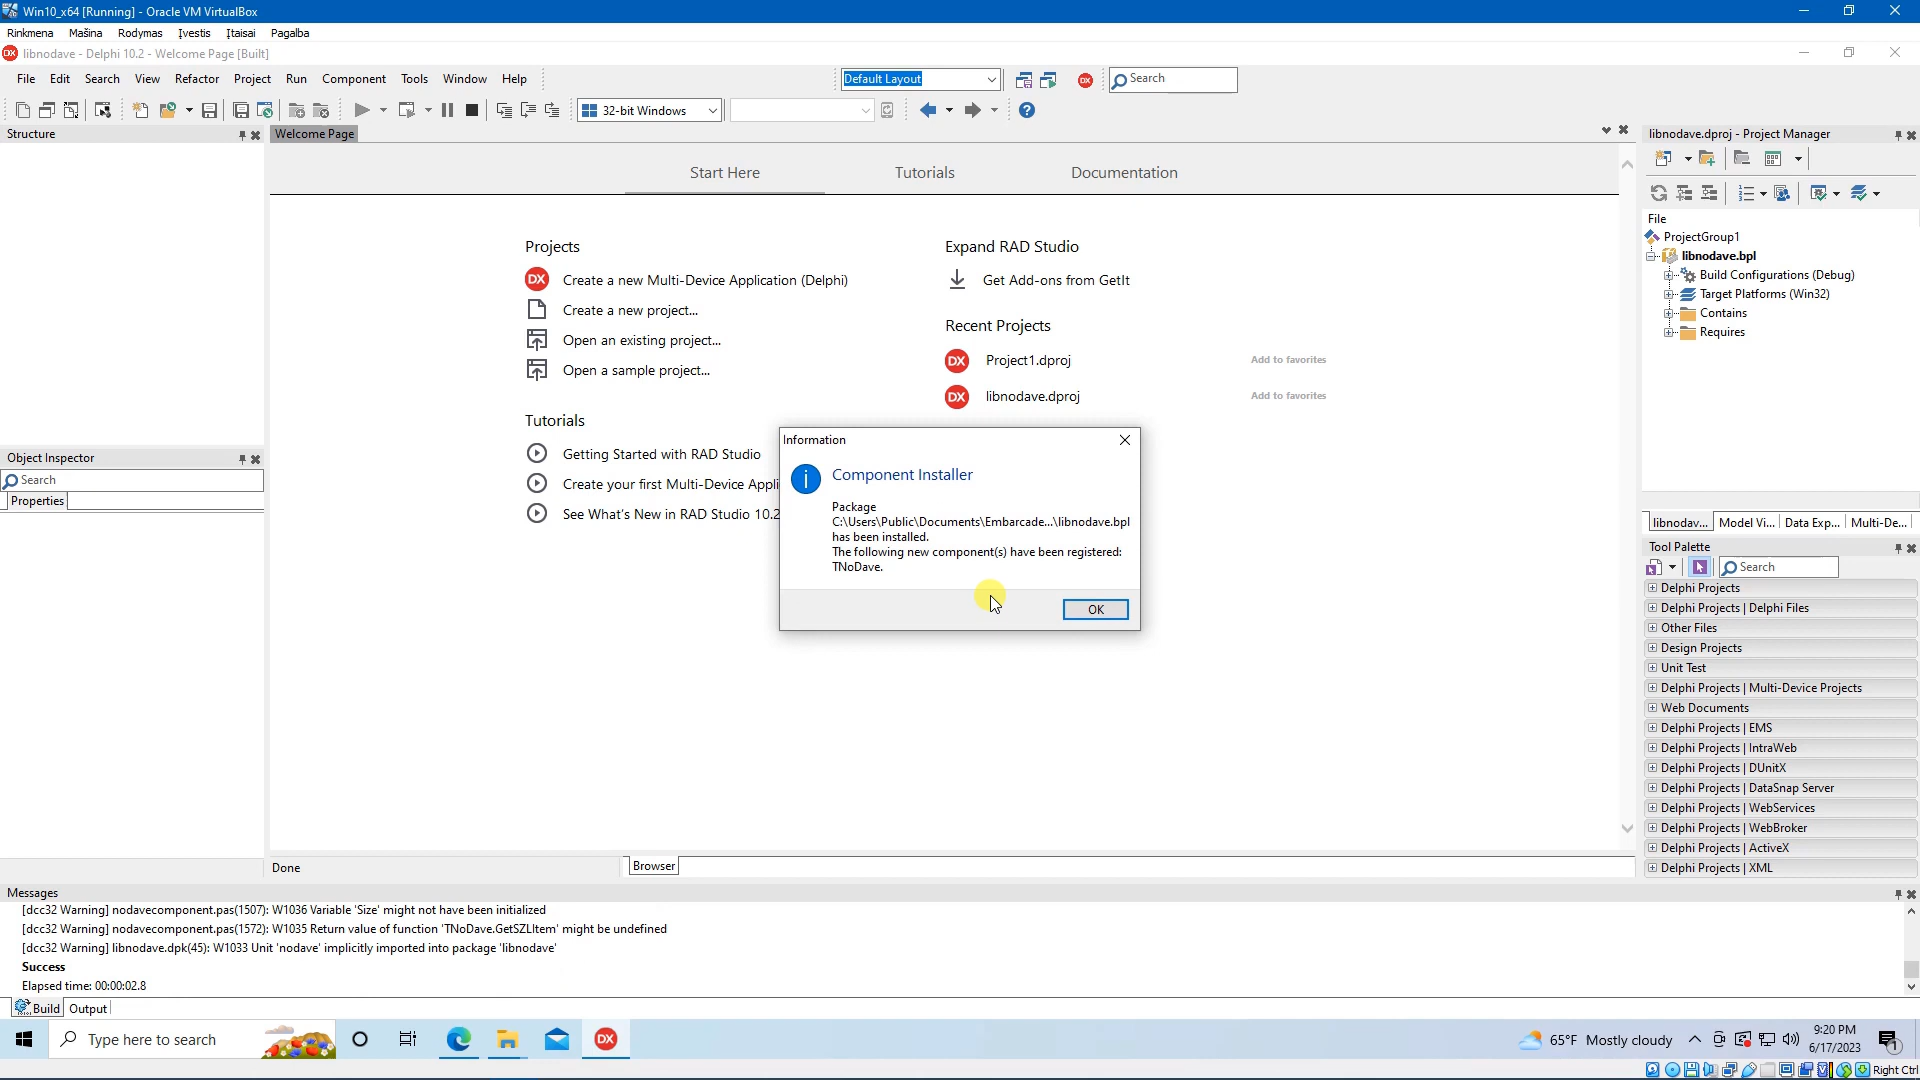 Win10_x64 [Running] - Oracle VM VirtualBox
Rinkmena Mašina Rodymas Įvestis Įtaisai Pagalba
libnodave - Delphi 10.2 - Welcome Page [Built]
File Edit Search View Refactor Project Run Component Tools Window Help
Default Layout
Search
32-bit Windows
Structure
Welcome Page
libnodave.dproj - Project Manager
Start Here Tutorials Documentation
Projects
Create a new Multi-Device Application (Delphi)
Create a new project...
Open an existing project...
Open a sample project...
Tutorials
Getting Started with RAD Studio
Create your first Multi-Device Appli
See What's New in RAD Studio 10.2
Expand RAD Studio
Get Add-ons from GetIt
Recent Projects
Project1.dproj Add to favorites
libnodave.dproj Add to favorites
Information
Component Installer
Package
C:\Users\Public\Documents\Embarcade...\libnodave.bpl
has been installed.
The following new component(s) have been registered:
TNoDave.
OK
File
ProjectGroup1
libnodave.bpl
Build Configurations (Debug)
Target Platforms (Win32)
Contains
Requires
libnodav... Model Vi... Data Exp... Multi-De...
Tool Palette
Search
Delphi Projects
Delphi Projects | Delphi Files
Other Files
Design Projects
Unit Test
Delphi Projects | Multi-Device Projects
Web Documents
Delphi Projects | EMS
Delphi Projects | IntraWeb
Delphi Projects | DUnitX
Delphi Projects | DataSnap Server
Delphi Projects | WebServices
Delphi Projects | WebBroker
Delphi Projects | ActiveX
Delphi Projects | XML
Object Inspector
Search
Properties
Done
Browser
Messages
[dcc32 Warning] nodavecomponent.pas(1507): W1036 Variable 'Size' might not have been initialized
[dcc32 Warning] nodavecomponent.pas(1572): W1035 Return value of function 'TNoDave.GetSZLItem' might be undefined
[dcc32 Warning] libnodave.dpk(45): W1033 Unit 'nodave' implicitly imported into package 'libnodave'
Success
Elapsed time: 00:00:02.8
Build Output
Type here to search
DX
65°F Mostly cloudy
9:20 PM
6/17/2023
1
Right Ctrl